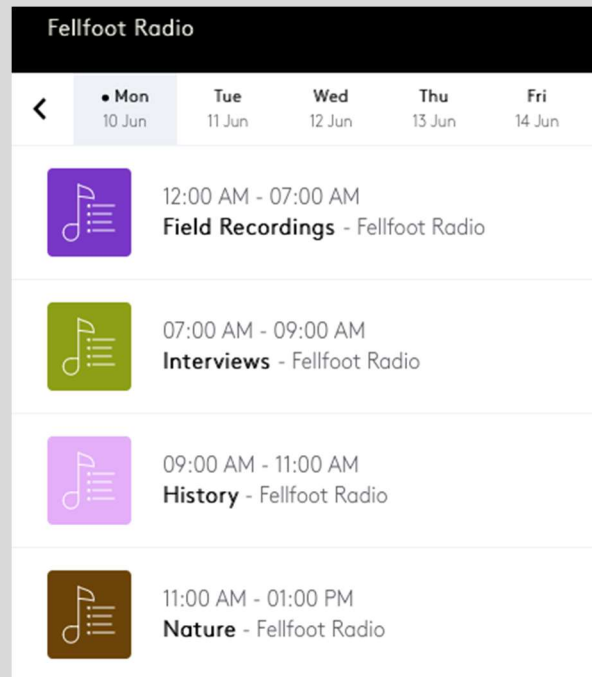 Fellfoot Radio
• Mon Tue Wed Thu Fri
10 Jun 11 Jun 12 Jun 13 Jun 14 Jun
12:00 AM - 07:00 AM
Field Recordings - Fellfoot Radio
07:00 AM - 09:00 AM
Interviews - Fellfoot Radio
09:00 AM - 11:00 AM
History - Fellfoot Radio
11:00 AM - 01:00 PM
Nature - Fellfoot Radio